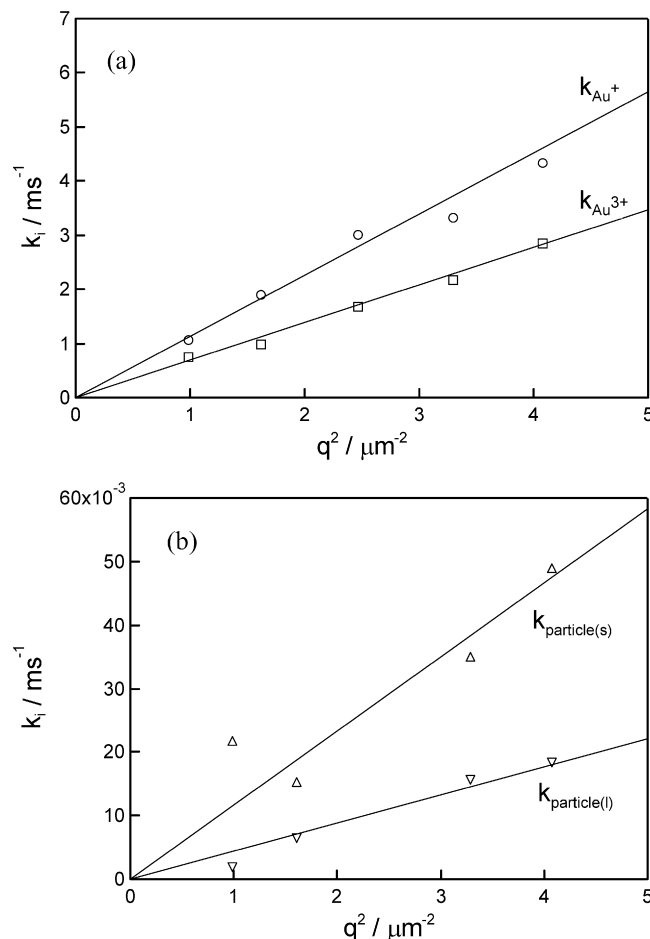 7
(a)
6
k_Au+
5
4
k_i / ms^-1
k_Au3+
3
2
1
0
0 1 2 3 4 5
q² / μm^-2
60x10^-3
(b)
50
k_particle(s)
40
k_i / ms^-1
30
20
k_particle(l)
10
0
0 1 2 3 4 5
q² / μm^-2